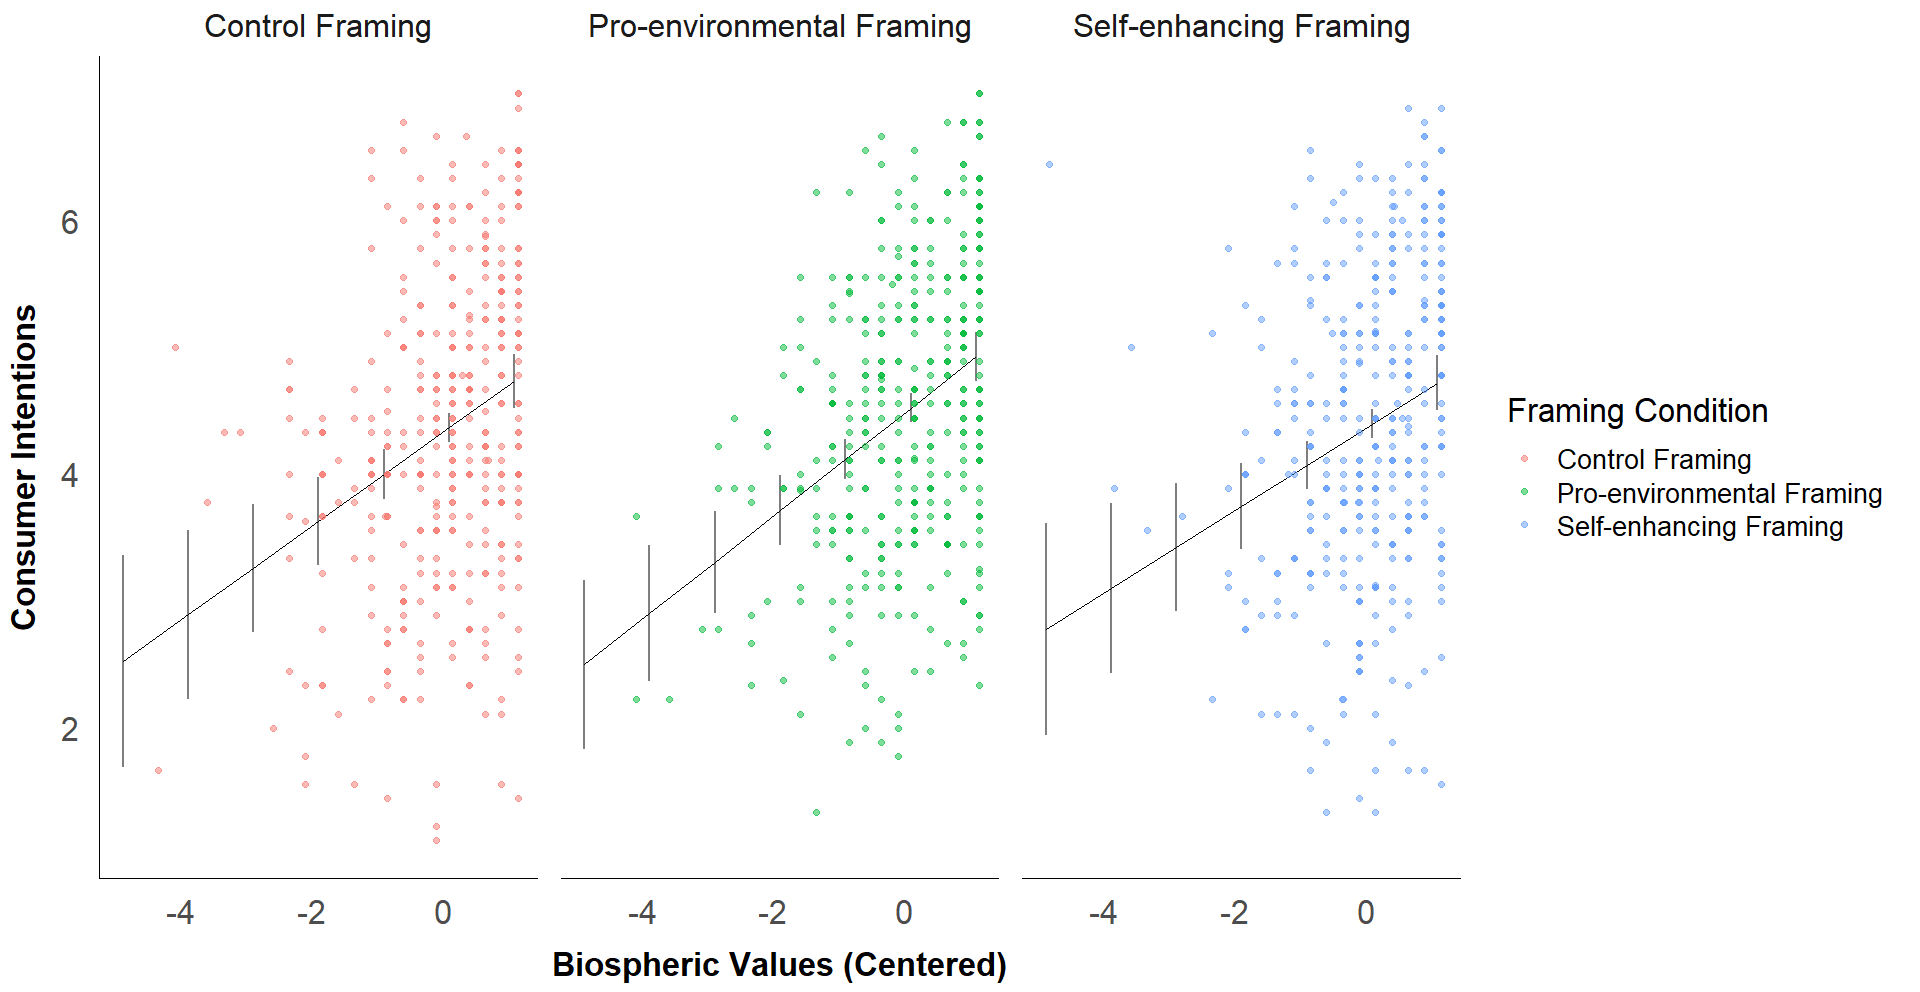 Control Framing
Pro-environmental Framing
Self-enhancing Framing
Consumer Intentions
6
4
2
-4 -2 0
-4 -2 0
-4 -2 0
Biospheric Values (Centered)
Framing Condition
Control Framing
Pro-environmental Framing
Self-enhancing Framing